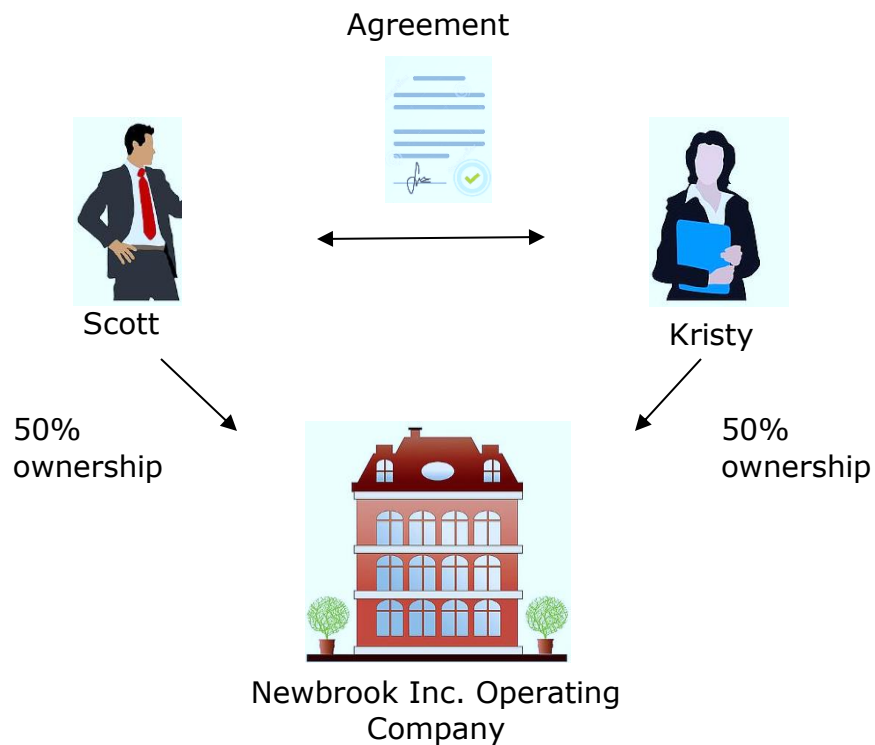 Agreement
Scott
Kristy
50%
ownership
50%
ownership
Newbrook Inc. Operating
Company